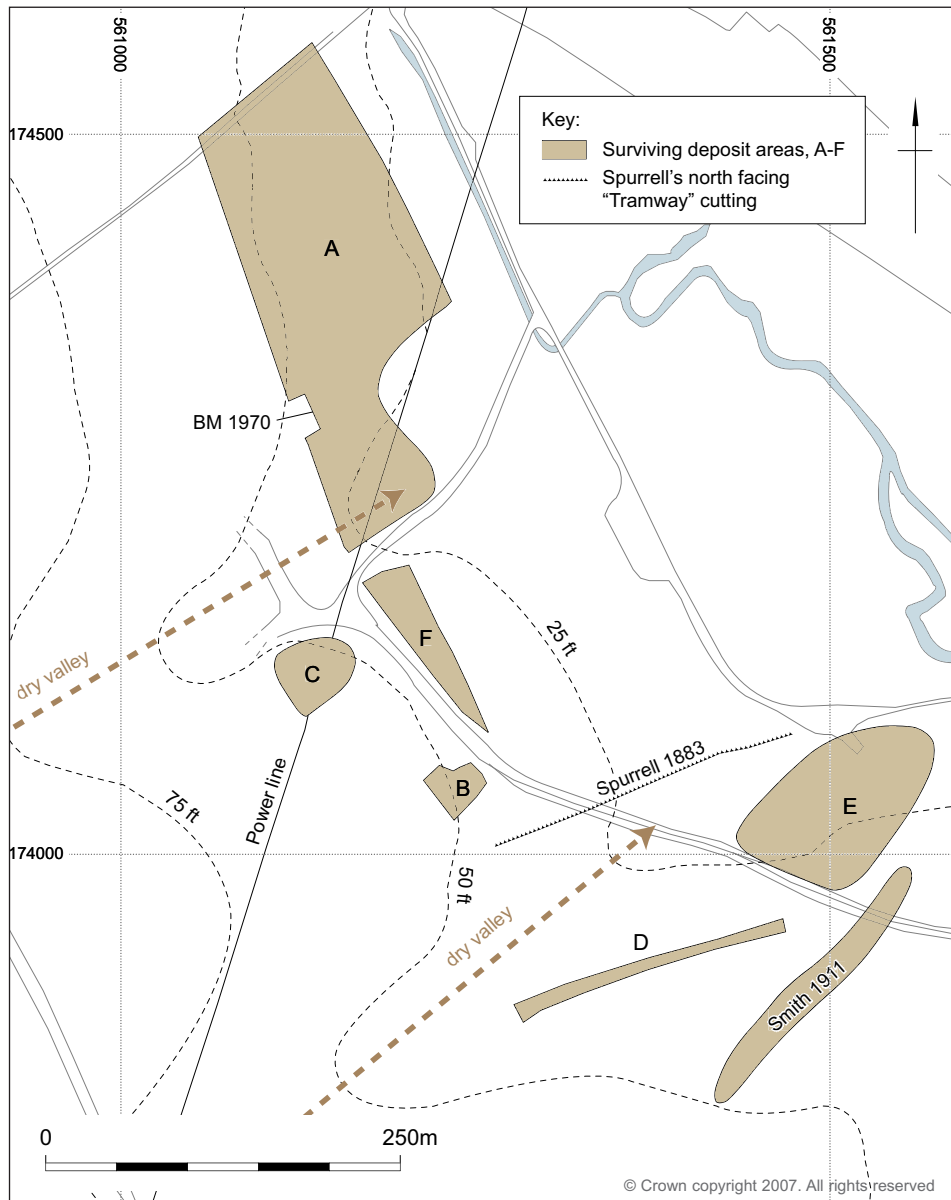 561000
561500
174500
Key:
Surviving deposit areas, A-F
Spurrell's north facing
“Tramway” cutting
A
BM 1970
dry valley
F
25 ft
C
Spurrell 1883
B
E
75 ft
Power line
174000
50 ft
dry valley
D
Smith 1911
0
250m
© Crown copyright 2007. All rights reserved